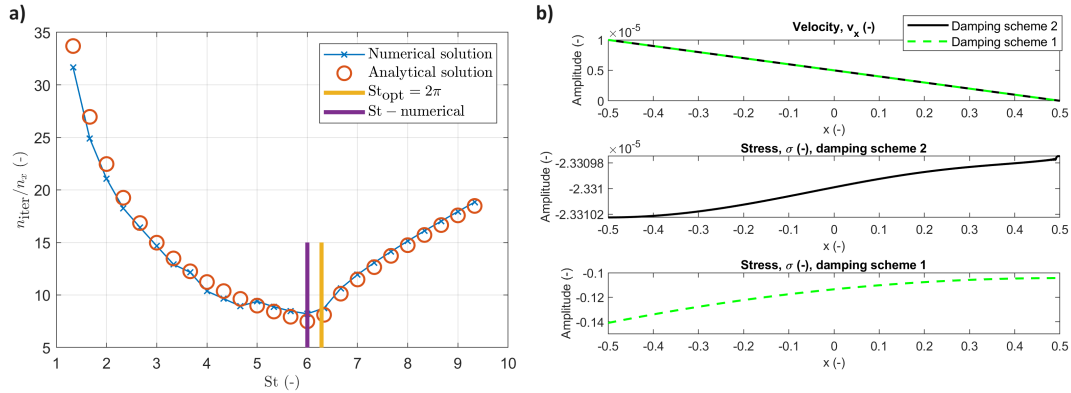 a)
35
30
25
20
15
10
5
n_iter/n_x (-)
Numerical solution
Analytical solution
St_opt = 2π
St − numerical
1 2 3 4 5 6 7 8 9 10
St (-)
b)
Velocity, v_x (-)
×10^-5
Damping scheme 2
Damping scheme 1
Amplitude (-)
1
0.5
0
-0.5 -0.4 -0.3 -0.2 -0.1 0 0.1 0.2 0.3 0.4 0.5
x (-)
Stress, σ (-), damping scheme 2
×10^-5
Amplitude (-)
-2.33098
-2.331
-2.33102
-0.5 -0.4 -0.3 -0.2 -0.1 0 0.1 0.2 0.3 0.4 0.5
x (-)
Stress, σ (-), damping scheme 1
Amplitude (-)
-0.1
-0.12
-0.14
-0.5 -0.4 -0.3 -0.2 -0.1 0 0.1 0.2 0.3 0.4 0.5
x (-)